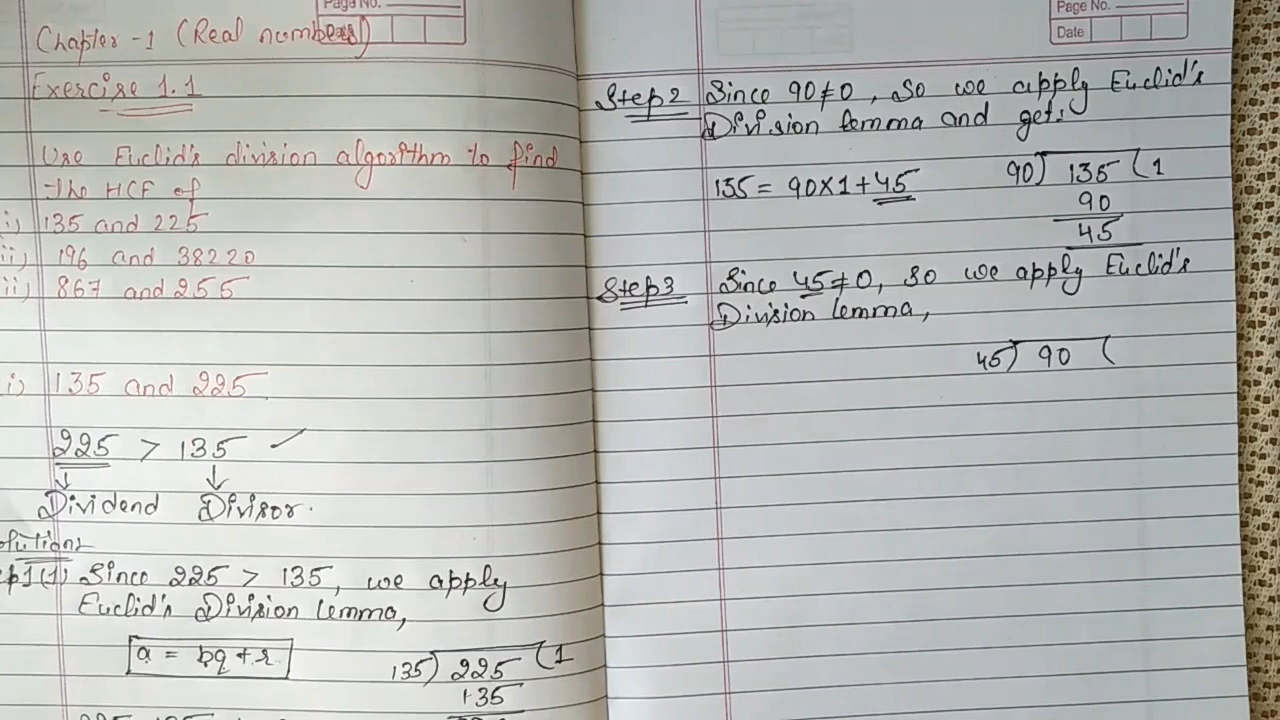 Page No.
Chapter - 1 (Real numbers)
Exercise 1.1
Use Euclid's division algorithm to find
the HCF of
i) 135 and 225
ii) 196 and 38220
ii) 867 and 255
i) 135 and 225
225 > 135 ✓
↓ ↓
Dividend Divisor.
olutions
p1(1) Since 225 > 135, we apply
Euclid's Division lemma,
a = bq + r
135) 225 (1
135
Page No.
Date
Step 2 Since 90≠0, So we apply Euclid's
Division lemma and get:
135 = 90×1+45
90) 135 (1
90
45
Step 3 Since 45≠0, so we apply Euclid's
Division lemma,
45) 90 (